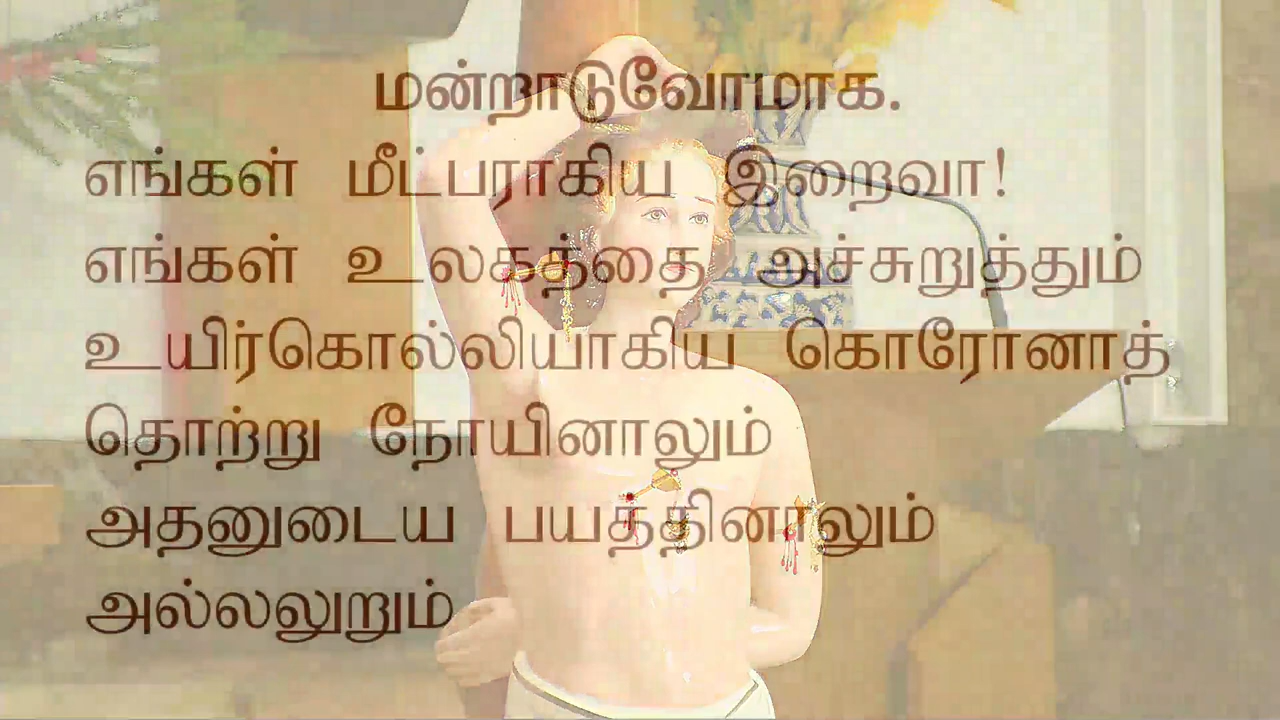 மன்றாடுவோமாக.
எங்கள் மீட்பராகிய இறைவா!
எங்கள் உலகத்தை அச்சுறுத்தும்
உயிர்கொல்லியாகிய கொரோனாத்
தொற்று நோயினாலும்
அதனுடைய பயத்தினாலும்
அல்லலுறும்